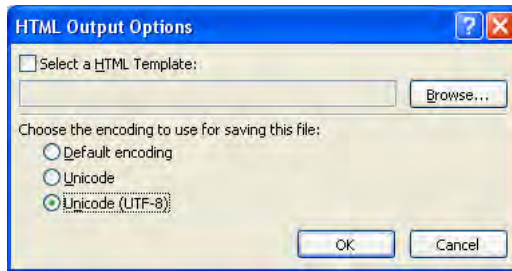 HTML Output Options
Select a HTML Template:
Browse...
Choose the encoding to use for saving this file:
Default encoding
Unicode
Unicode (UTF-8)
OK Cancel